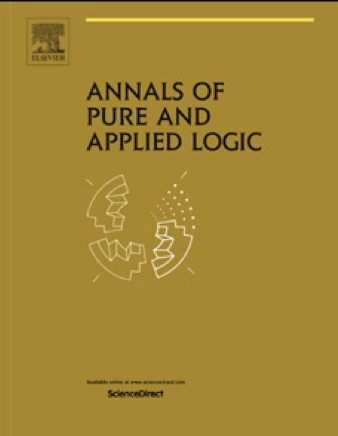 ELSEVIER
ANNALS OF
PURE AND
APPLIED LOGIC
Available online at www.sciencedirect.com
ScienceDirect